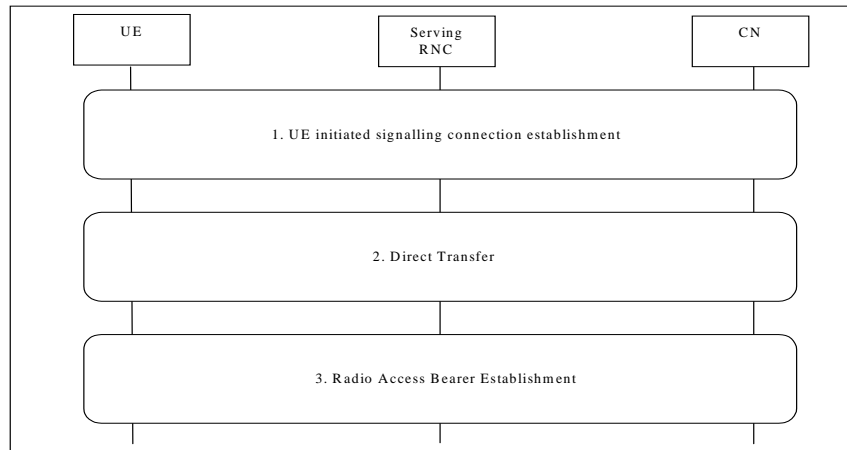 UE
Serving
RNC
CN
1. UE initiated signalling connection establishment
2. Direct Transfer
3. Radio Access Bearer Establishment